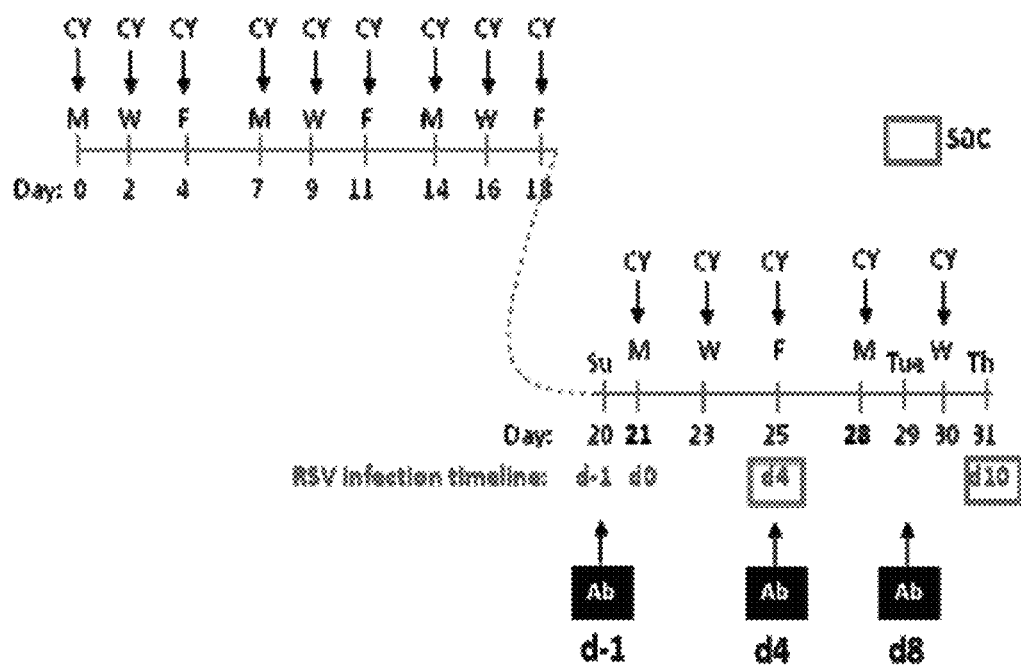 CY CY CY CY CY CY CY CY CY
M W F M W F M W F
Day: 0 2 4 7 9 11 14 16 18
sac
CY CY CY CY CY
Su M W F M Tue W Th
Day: 20 21 23 25 28 29 30 31
RSV infection timeline: d-1 d0 d4 d10
Ab Ab Ab
d-1 d4 d8